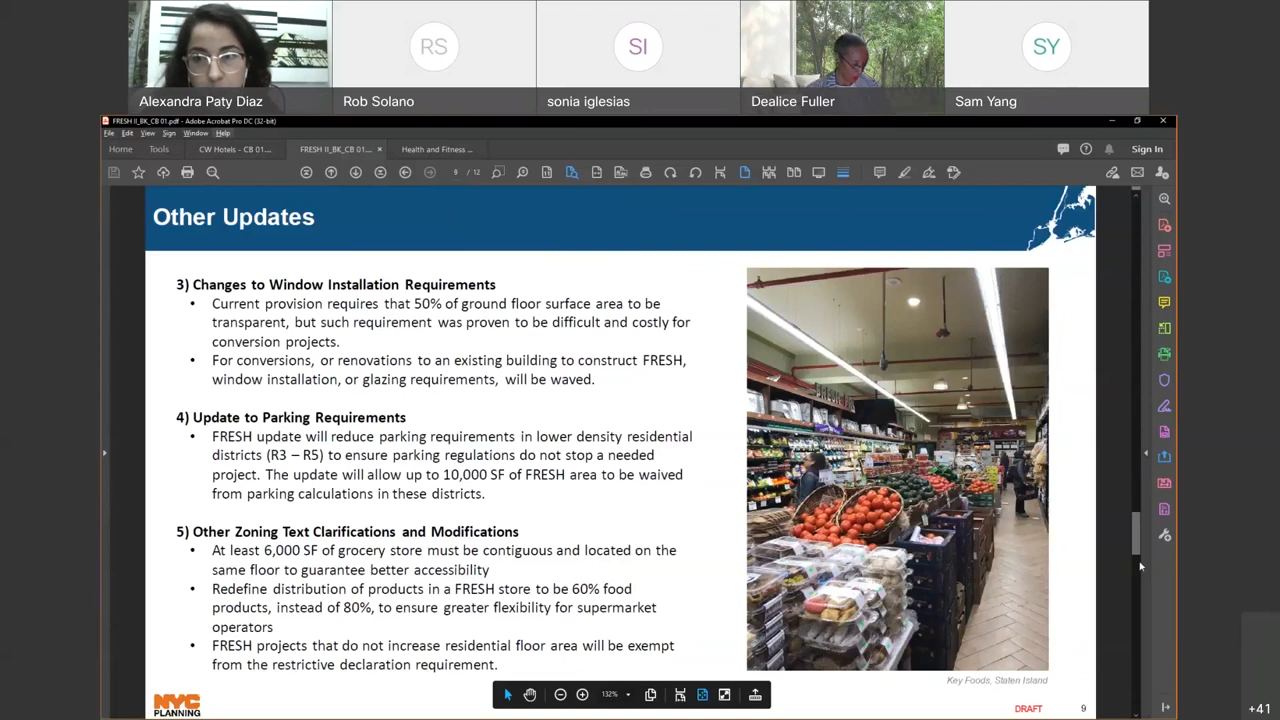 RS
SI
SY
Alexandra Paty Diaz
Rob Solano
sonia iglesias
Dealice Fuller
Sam Yang
FRESH II_BK_CB 01.pdf - Adobe Acrobat Pro DC (32-bit)
File Edit View Sign Window Help
Home Tools CW Hotels - CB 01.... FRESH II_BK_CB 01.... × Health and Fitness ... Sign In
9 / 12
Other Updates
3) Changes to Window Installation Requirements
• Current provision requires that 50% of ground floor surface area to be
transparent, but such requirement was proven to be difficult and costly for
conversion projects.
• For conversions, or renovations to an existing building to construct FRESH,
window installation, or glazing requirements, will be waved.
4) Update to Parking Requirements
• FRESH update will reduce parking requirements in lower density residential
districts (R3 – R5) to ensure parking regulations do not stop a needed
project. The update will allow up to 10,000 SF of FRESH area to be waived
from parking calculations in these districts.
5) Other Zoning Text Clarifications and Modifications
• At least 6,000 SF of grocery store must be contiguous and located on the
same floor to guarantee better accessibility
• Redefine distribution of products in a FRESH store to be 60% food
products, instead of 80%, to ensure greater flexibility for supermarket
operators
• FRESH projects that do not increase residential floor area will be exempt
from the restrictive declaration requirement.
Key Foods, Staten Island
132%
NYC
PLANNING
DRAFT 9
+41